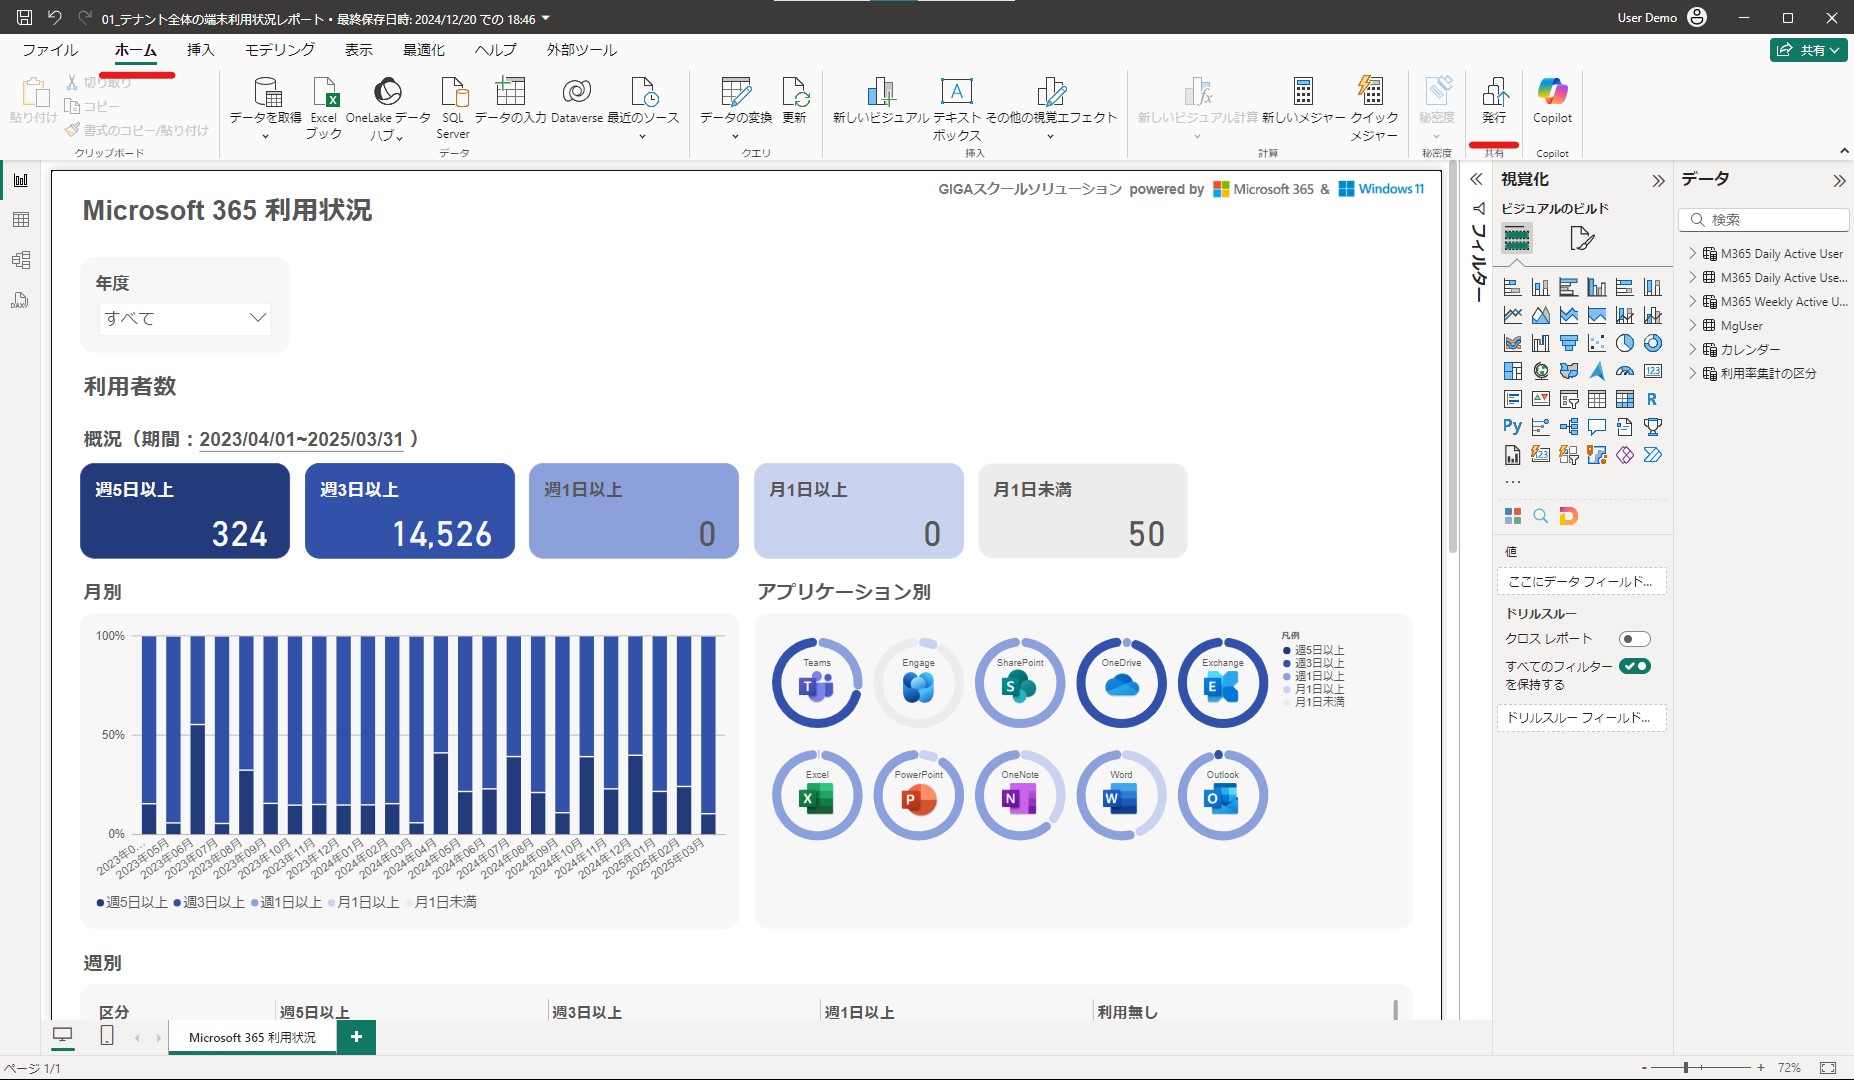 01_テナント全体の端末利用状況レポート • 最終保存日時: 2024/12/20 での 18:46
User Demo
ファイル
ホーム
挿入
モデリング
表示
最適化
ヘルプ
外部ツール
共有
貼り付け
切り取り
コピー
書式のコピー/貼り付け
クリップボード
データを取得
Excel
ブック
OneLake データ
ハブ
SQL
Server
データの入力
Dataverse
最近のソース
データ
データの変換
更新
クエリ
新しいビジュアル
テキスト
ボックス
その他の視覚エフェクト
挿入
新しいビジュアル計算
新しいメジャー
クイック
メジャー
計算
秘密度
秘密度
発行
共有
Copilot
Copilot
Microsoft 365 利用状況
GIGAスクールソリューション powered by Microsoft 365 & Windows 11
年度
すべて
利用者数
概況（期間：2023/04/01~2025/03/31 ）
週5日以上
324
週3日以上
14,526
週1日以上
0
月1日以上
0
月1日未満
50
月別
100%
50%
0%
2023年0...
2023年05月
2023年06月
2023年07月
2023年08月
2023年09月
2023年10月
2023年11月
2023年12月
2024年01月
2024年02月
2024年03月
2024年04月
2024年05月
2024年06月
2024年07月
2024年08月
2024年09月
2024年10月
2024年11月
2024年12月
2025年01月
2025年02月
2025年03月
週5日以上 週3日以上 週1日以上 月1日以上 月1日未満
アプリケーション別
Teams
Engage
SharePoint
OneDrive
Exchange
Excel
PowerPoint
OneNote
Word
Outlook
凡例
週5日以上
週3日以上
週1日以上
月1日以上
月1日未満
週別
区分
週5日以上
週3日以上
週1日以上
利用無し
フィルター
視覚化
ビジュアルのビルド
R
Py
...
値
ここにデータ フィールド...
ドリルスルー
クロス レポート
すべてのフィルター
を保持する
ドリルスルー フィールド...
データ
検索
M365 Daily Active User
M365 Daily Active Use...
M365 Weekly Active U...
MgUser
カレンダー
利用率集計の区分
Microsoft 365 利用状況
ページ 1/1
72%